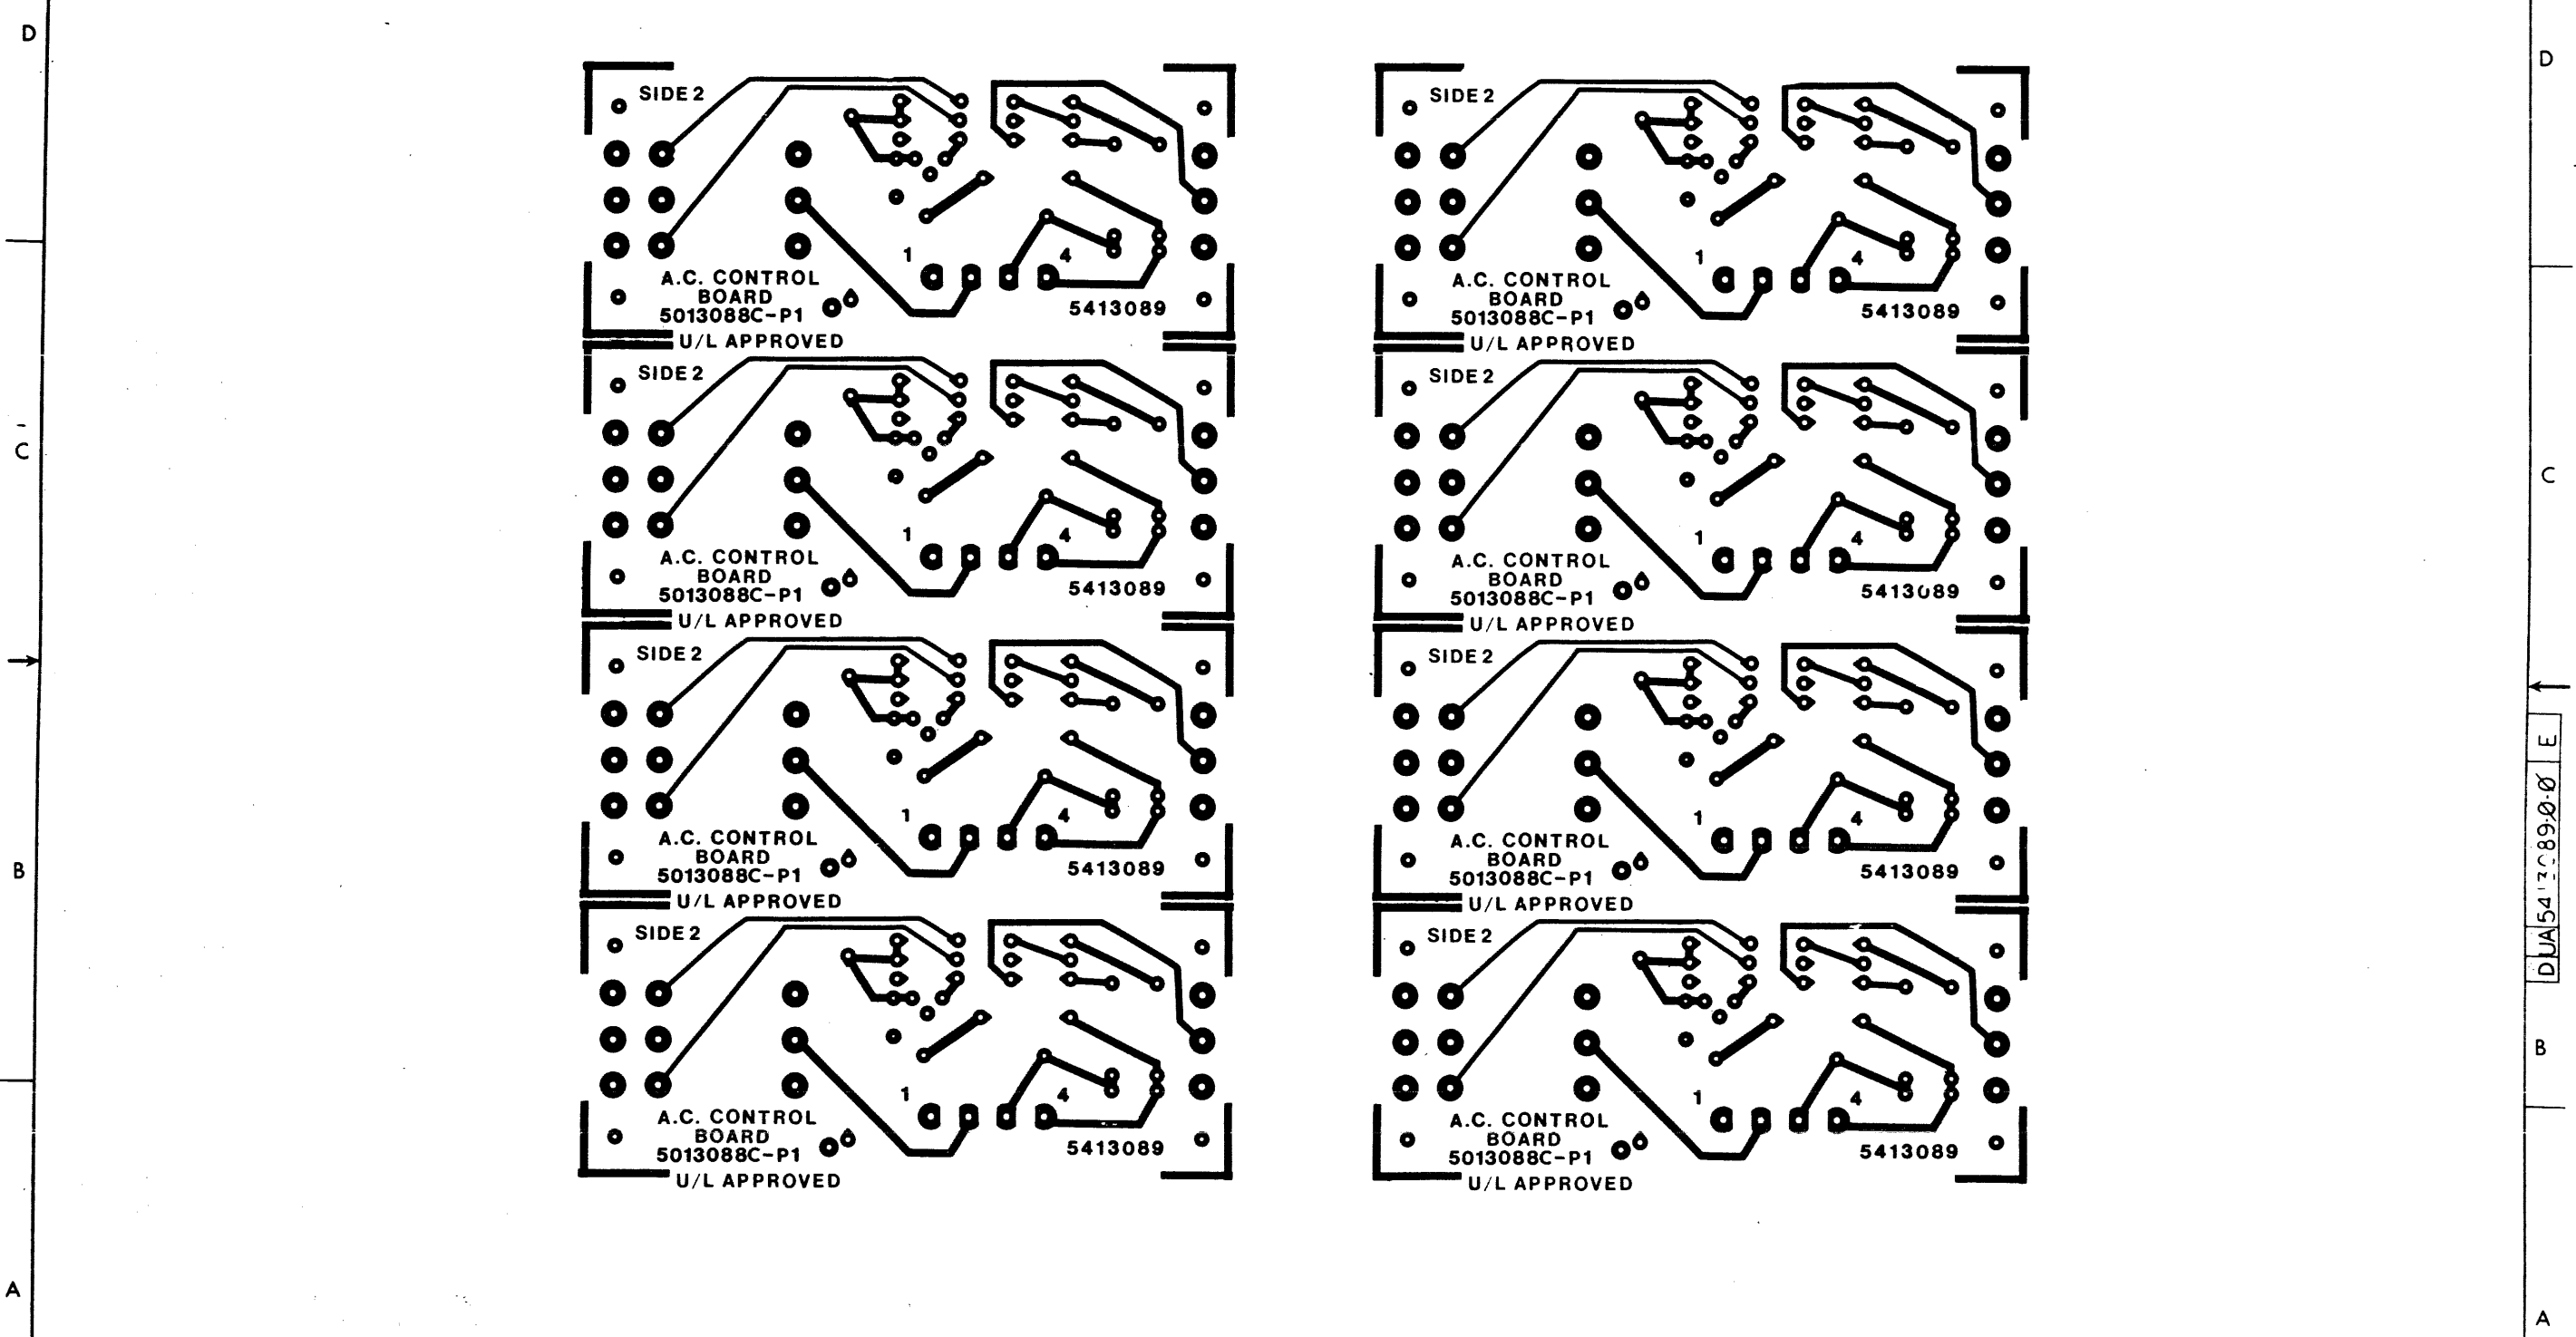 D
D
SIDE 2
1
4
A.C. CONTROL
BOARD
5013088C-P1
5413089
U/L APPROVED
SIDE 2
1
4
A.C. CONTROL
BOARD
5013088C-P1
5413089
U/L APPROVED
SIDE 2
1
4
A.C. CONTROL
BOARD
5013088C-P1
5413089
U/L APPROVED
SIDE 2
1
4
A.C. CONTROL
BOARD
5013088C-P1
5413089
U/L APPROVED
SIDE 2
1
4
A.C. CONTROL
BOARD
5013088C-P1
5413089
U/L APPROVED
SIDE 2
1
4
A.C. CONTROL
BOARD
5013088C-P1
5413089
U/L APPROVED
SIDE 2
1
4
A.C. CONTROL
BOARD
5013088C-P1
5413089
U/L APPROVED
SIDE 2
1
4
A.C. CONTROL
BOARD
5013088C-P1
5413089
U/L APPROVED
C
C
B
B
A
A
D UA E